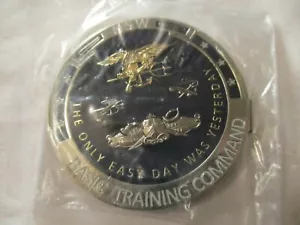 THE ONLY EASY DAY WAS YESTERDAY
BASIC TRAINING COMMAND